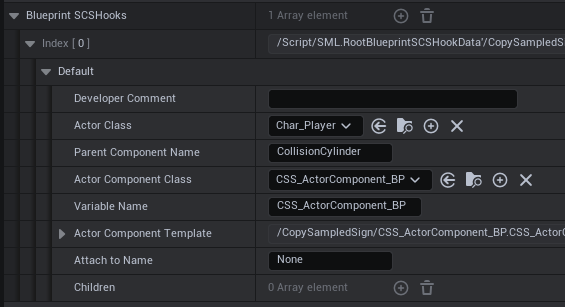 Blueprint SCSHooks 1 Array element
Index [ 0 ] /Script/SML.RootBlueprintSCSHookData'/CopySampledS
Default
Developer Comment
Actor Class Char_Player
Parent Component Name CollisionCylinder
Actor Component Class CSS_ActorComponent_BP
Variable Name CSS_ActorComponent_BP
Actor Component Template /CopySampledSign/CSS_ActorComponent_BP.CSS_Actor
Attach to Name None
Children 0 Array element